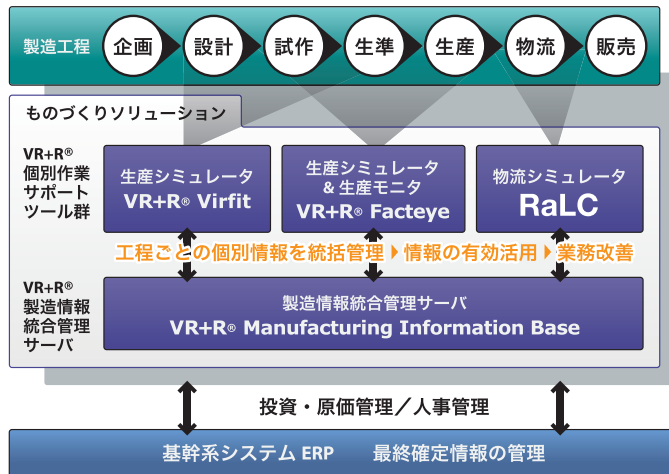 製造工程
企画
設計
試作
生準
生産
物流
販売
ものづくりソリューション
VR+R®
個別作業
サポート
ツール群
生産シミュレータ
VR+R® Virfit
生産シミュレータ
& 生産モニタ
VR+R® Facteye
物流シミュレータ
RaLC
工程ごとの個別情報を統括管理▶情報の有効活用▶業務改善
VR+R®
製造情報
統合管理
サーバ
製造情報統合管理サーバ
VR+R® Manufacturing Information Base
投資・原価管理／人事管理
基幹系システム ERP 最終確定情報の管理